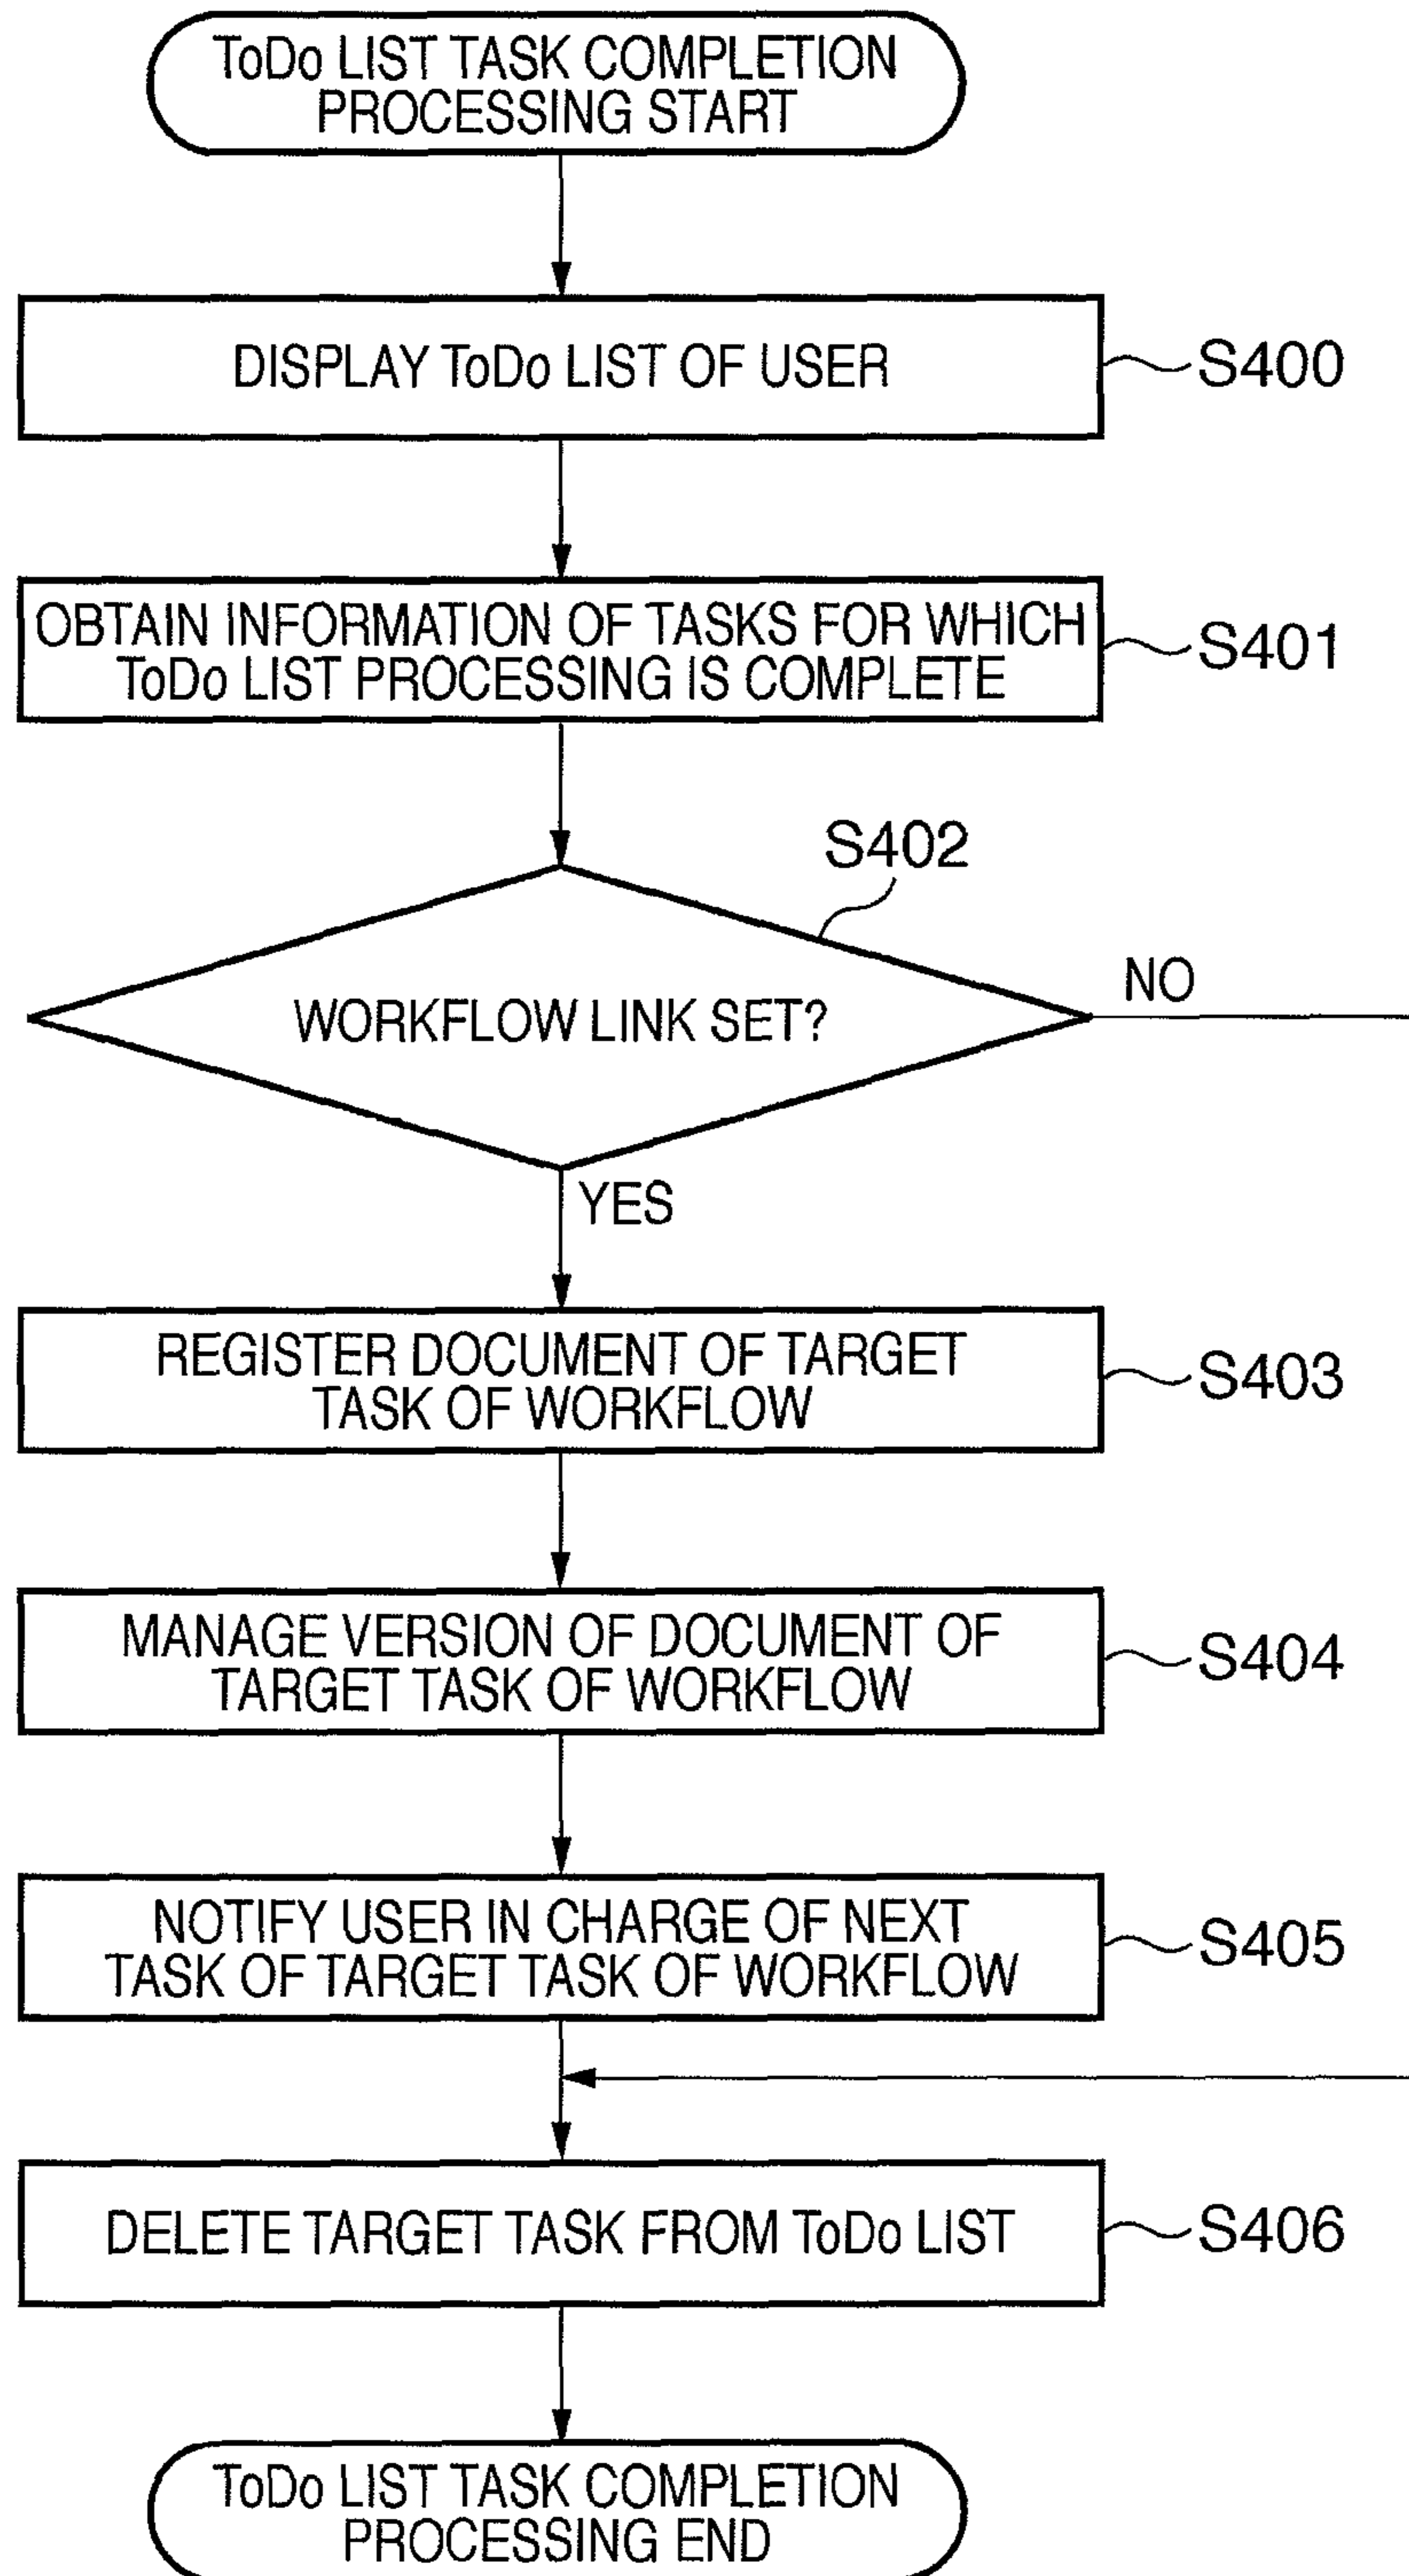 ToDo LIST TASK COMPLETION
PROCESSING START
DISPLAY ToDo LIST OF USER
S400
OBTAIN INFORMATION OF TASKS FOR WHICH
ToDo LIST PROCESSING IS COMPLETE
S401
S402
WORKFLOW LINK SET?
NO
YES
REGISTER DOCUMENT OF TARGET
TASK OF WORKFLOW
S403
MANAGE VERSION OF DOCUMENT OF
TARGET TASK OF WORKFLOW
S404
NOTIFY USER IN CHARGE OF NEXT
TASK OF TARGET TASK OF WORKFLOW
S405
DELETE TARGET TASK FROM ToDo LIST
S406
ToDo LIST TASK COMPLETION
PROCESSING END